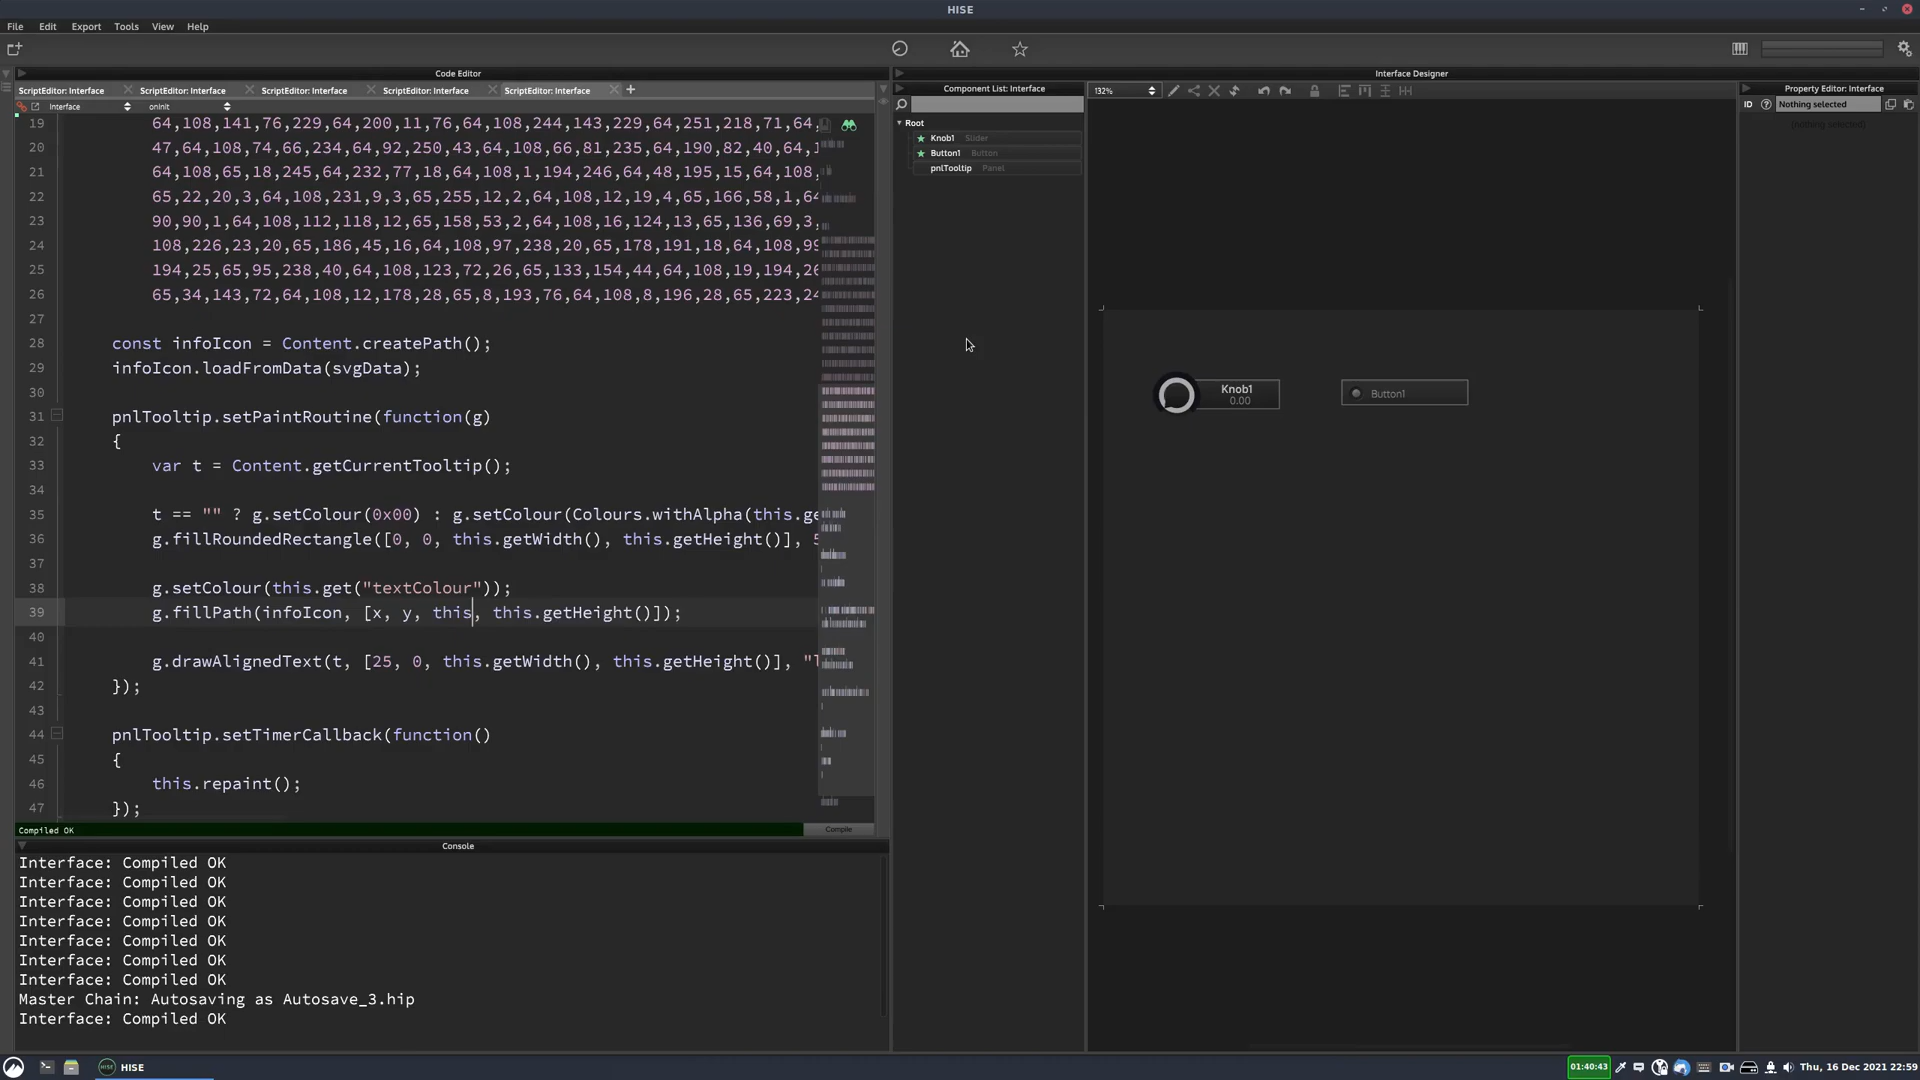 HISE
File Edit Export Tools View Help
Code Editor
Interface Designer
ScriptEditor: Interface ScriptEditor: Interface ScriptEditor: Interface ScriptEditor: Interface ScriptEditor: Interface
Component List: Interface
132%
Property Editor: Interface
Interface onInit
ID Nothing selected
(nothing selected)
Root
Knob1 Slider
Button1 Button
pnlTooltip Panel
19 64,108,141,76,229,64,200,11,76,64,108,244,143,229,64,251,218,71,64,
20 47,64,108,74,66,234,64,92,250,43,64,108,66,81,235,64,190,82,40,64,1
21 64,108,65,18,245,64,232,77,18,64,108,1,194,246,64,48,195,15,64,108,
22 65,22,20,3,64,108,231,9,3,65,255,12,2,64,108,12,19,4,65,166,58,1,64
23 90,90,1,64,108,112,118,12,65,158,53,2,64,108,16,124,13,65,136,69,3,
24 108,226,23,20,65,186,45,16,64,108,97,238,20,65,178,191,18,64,108,99
25 194,25,65,95,238,40,64,108,123,72,26,65,133,154,44,64,108,19,194,26
26 65,34,143,72,64,108,12,178,28,65,8,193,76,64,108,8,196,28,65,223,24
27
28 const infoIcon = Content.createPath();
29 infoIcon.loadFromData(svgData);
30
31 pnlTooltip.setPaintRoutine(function(g)
32 {
33 var t = Content.getCurrentTooltip();
34
35 t == "" ? g.setColour(0x00) : g.setColour(Colours.withAlpha(this.ge
36 g.fillRoundedRectangle([0, 0, this.getWidth(), this.getHeight()], 5
37
38 g.setColour(this.get("textColour"));
39 g.fillPath(infoIcon, [x, y, this, this.getHeight()]);
40
41 g.drawAlignedText(t, [25, 0, this.getWidth(), this.getHeight()], "l
42 });
43
44 pnlTooltip.setTimerCallback(function()
45 {
46 this.repaint();
47 });
Knob1
0.00
Button1
Compiled OK
Compile
Console
Interface: Compiled OK
Interface: Compiled OK
Interface: Compiled OK
Interface: Compiled OK
Interface: Compiled OK
Interface: Compiled OK
Interface: Compiled OK
Master Chain: Autosaving as Autosave_3.hip
Interface: Compiled OK
HISE
01:40:43
Thu, 16 Dec 2021 22:59